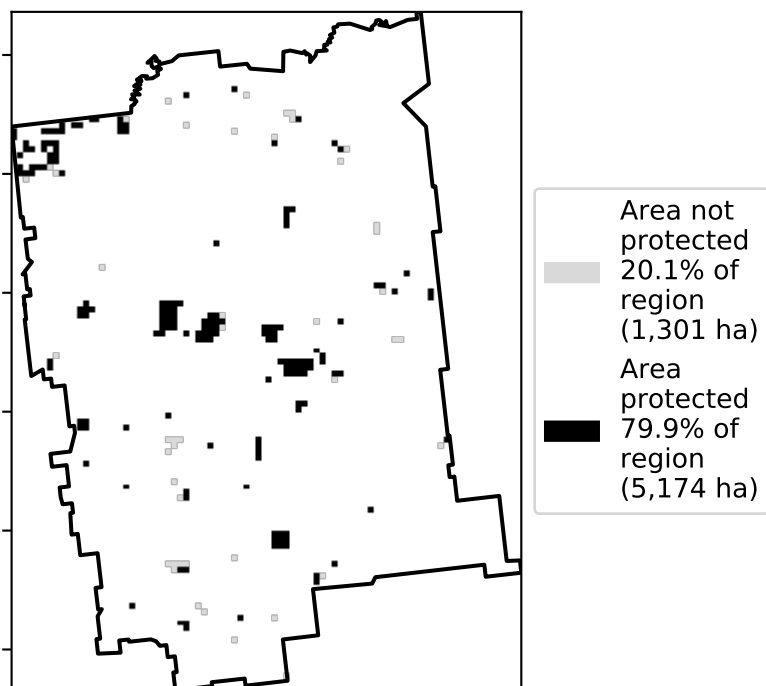 Area not
protected
20.1% of
region
(1,301 ha)
Area
protected
79.9% of
region
(5,174 ha)